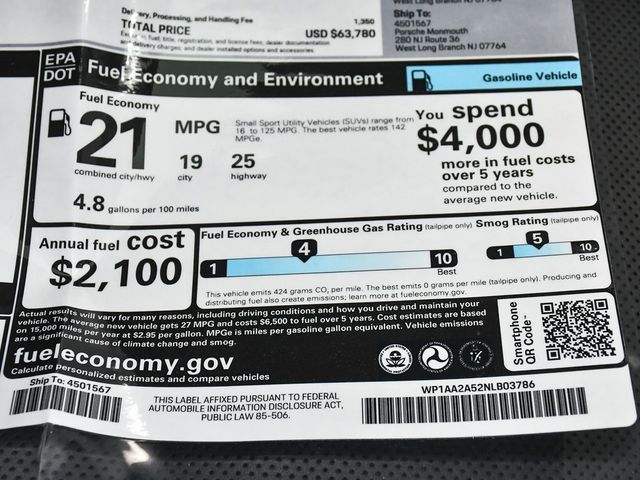 Delivery, Processing, and Handling Fee 1,350
TOTAL PRICE USD $63,780
West Long Branch NJ 07764
Ship To:
4501567
Porsche Monmouth
280 NJ Route 36
West Long Branch NJ 07764
EPA
DOT
Fuel Economy and Environment
Gasoline Vehicle
Fuel Economy
21
MPG
combined city/hwy
19
city
25
highway
4.8 gallons per 100 miles
Small Sport Utility Vehicles (SUVs) range from
16 to 125 MPG. The best vehicle rates 142
MPGe.
You spend
$4,000
more in fuel costs
over 5 years
compared to the
average new vehicle.
Annual fuel cost
$2,100
Fuel Economy & Greenhouse Gas Rating (tailpipe only)
4
1
10
Best
Smog Rating (tailpipe only)
5
1
10
Best
This vehicle emits 424 grams CO2 per mile. The best emits 0 grams per mile (tailpipe only). Producing and
distributing fuel also create emissions; learn more at fueleconomy.gov.
Actual results will vary for many reasons, including driving conditions and how you drive and maintain your
vehicle. The average new vehicle gets 27 MPG and costs $6,500 to fuel over 5 years. Cost estimates are based
on 15,000 miles per year at $2.95 per gallon. MPGe is miles per gasoline gallon equivalent. Vehicle emissions
are a significant cause of climate change and smog.
fueleconomy.gov
Calculate personalized estimates and compare vehicles
Smartphone
QR Code™
Ship To: 4501567
THIS LABEL AFFIXED PURSUANT TO FEDERAL
AUTOMOBILE INFORMATION DISCLOSURE ACT,
PUBLIC LAW 85-506.
WP1AA2A52NLB03786